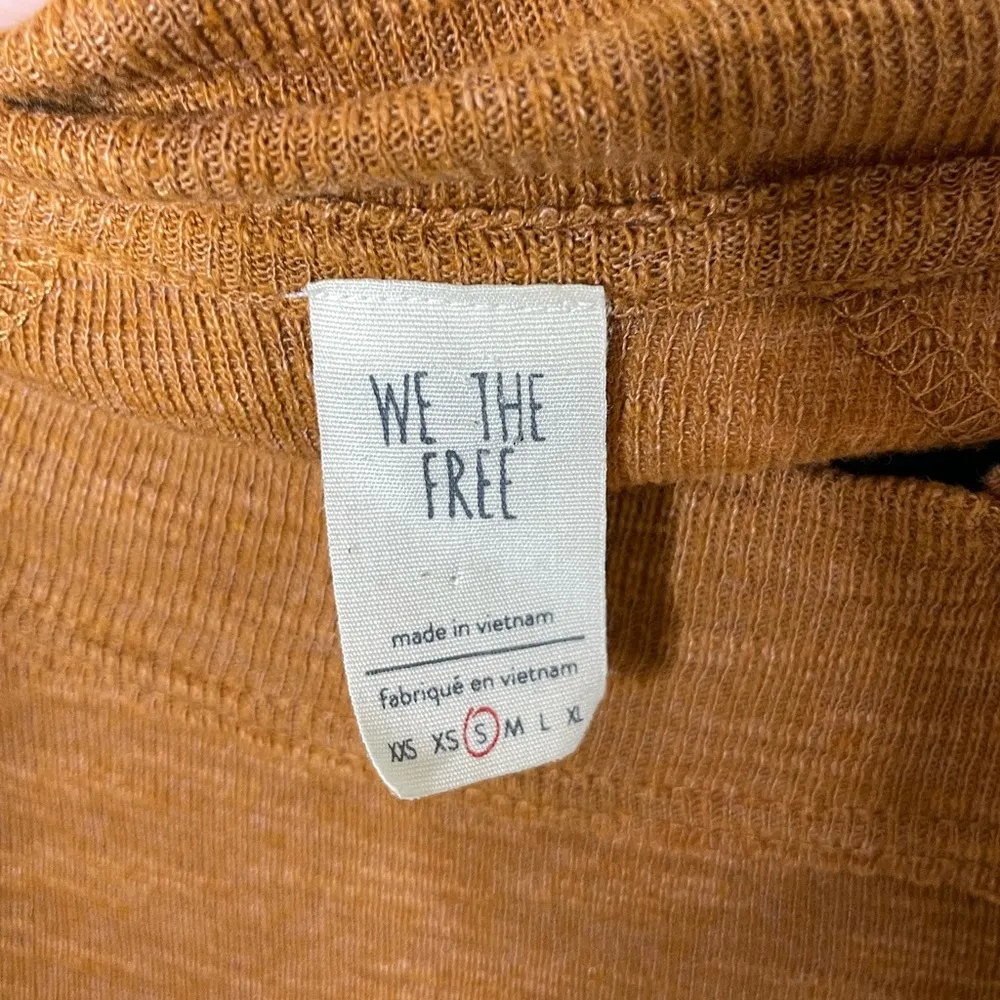 WE THE
FREE
made in vietnam
fabriqué en vietnam
XXS XS S M L XL